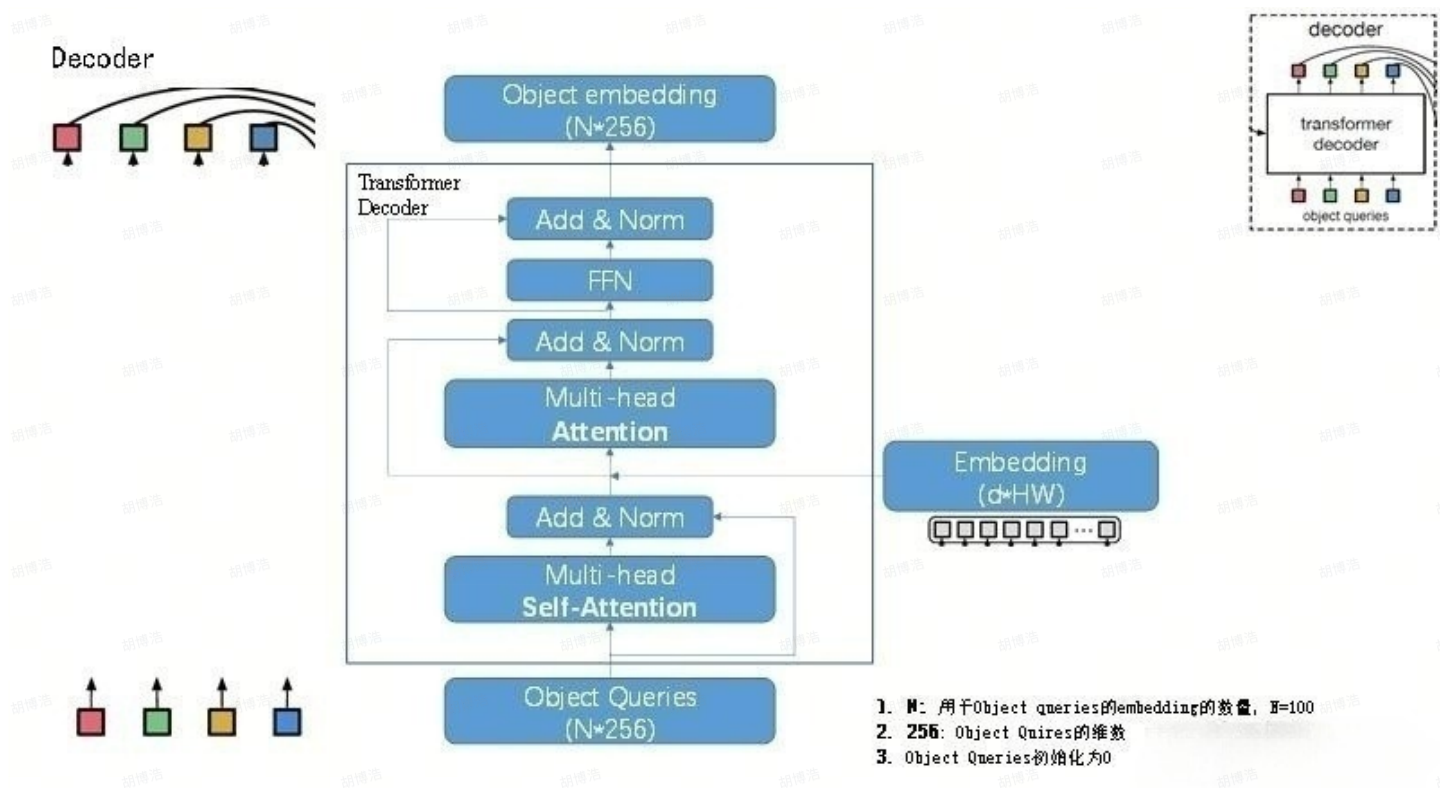 Decoder
Object embedding
(N*256)
Transformer
Decoder
Add & Norm
FFN
Add & Norm
Multi-head
Attention
Add & Norm
Multi-head
Self-Attention
Object Queries
(N*256)
Embedding
(d*HW)
...
decoder
transformer
decoder
object queries
1. N: 用于Object queries的embedding的数量, N=100
2. 256: Object Quires的维数
3. Object Queries初始化为0
胡博浩